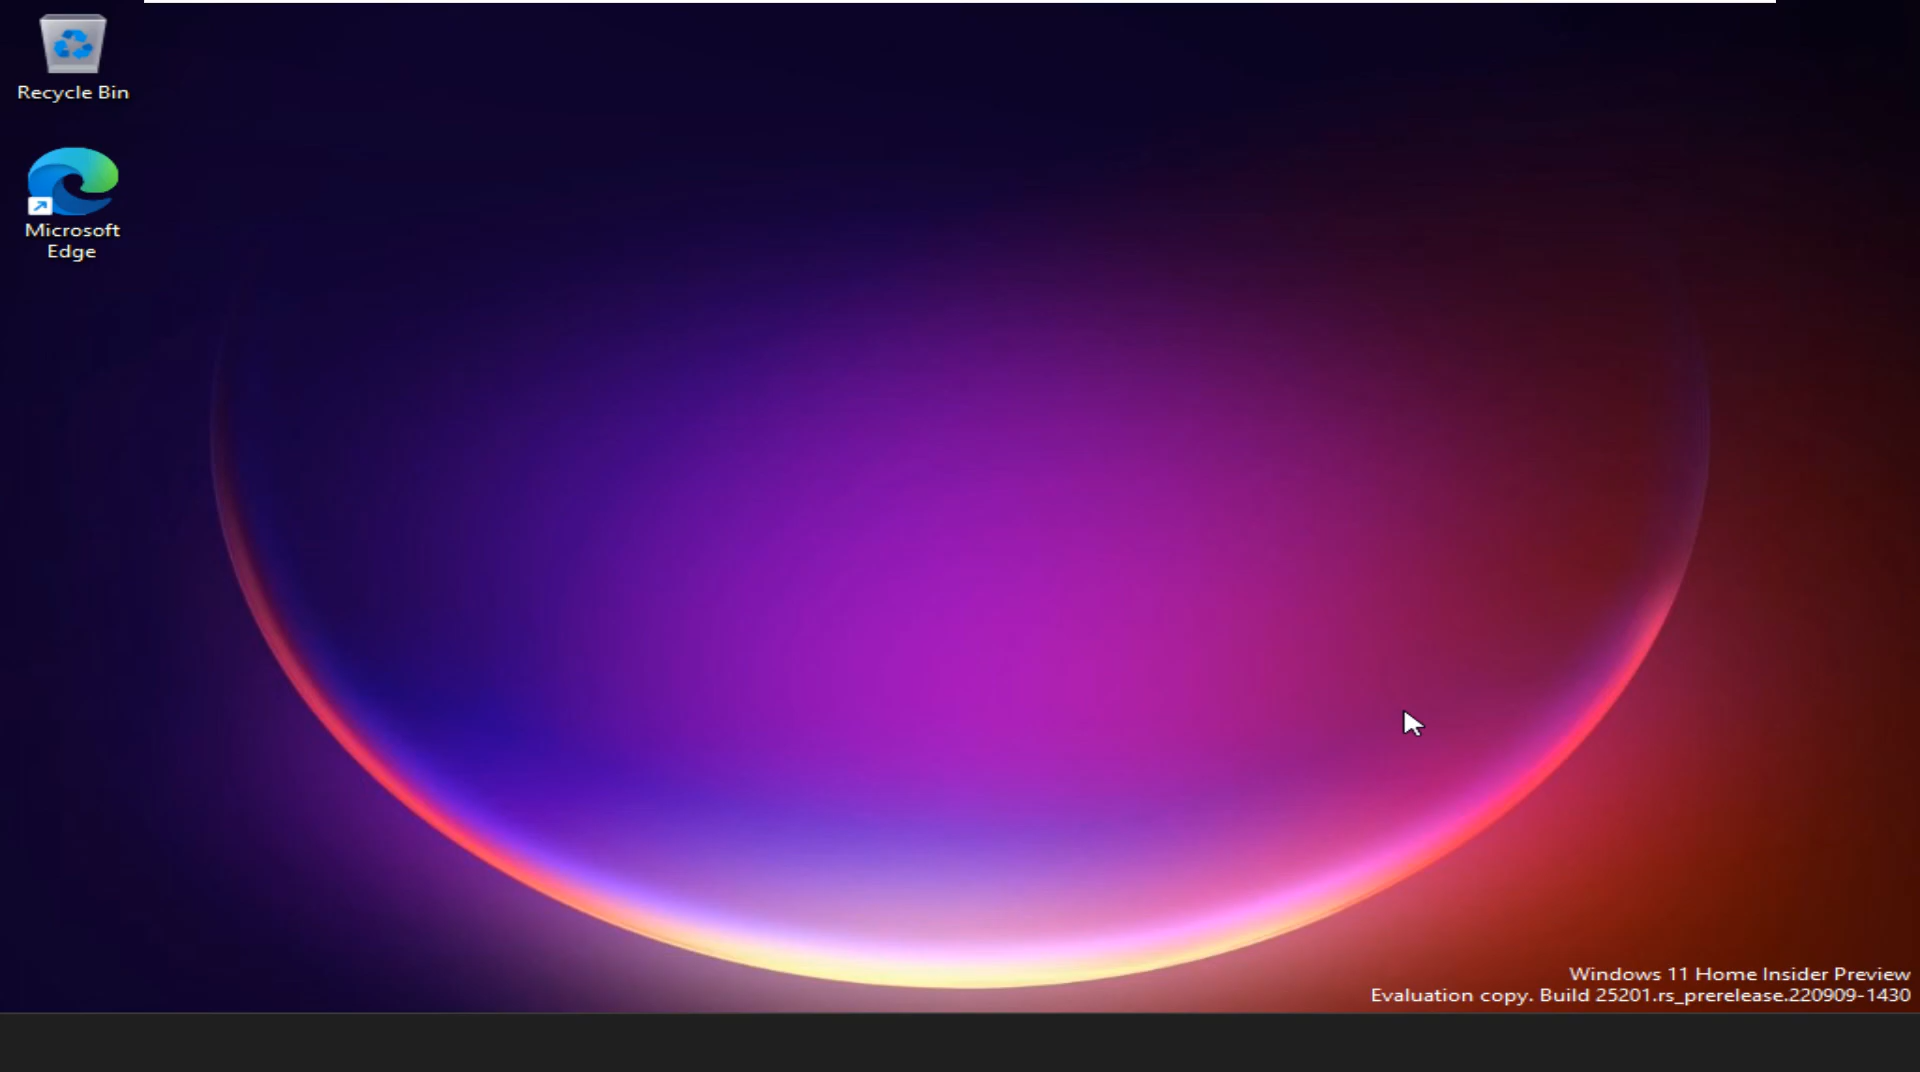 Recycle Bin
Microsoft
Edge
Windows 11 Home Insider Preview
Evaluation copy. Build 25201.rs_prerelease.220909-1430